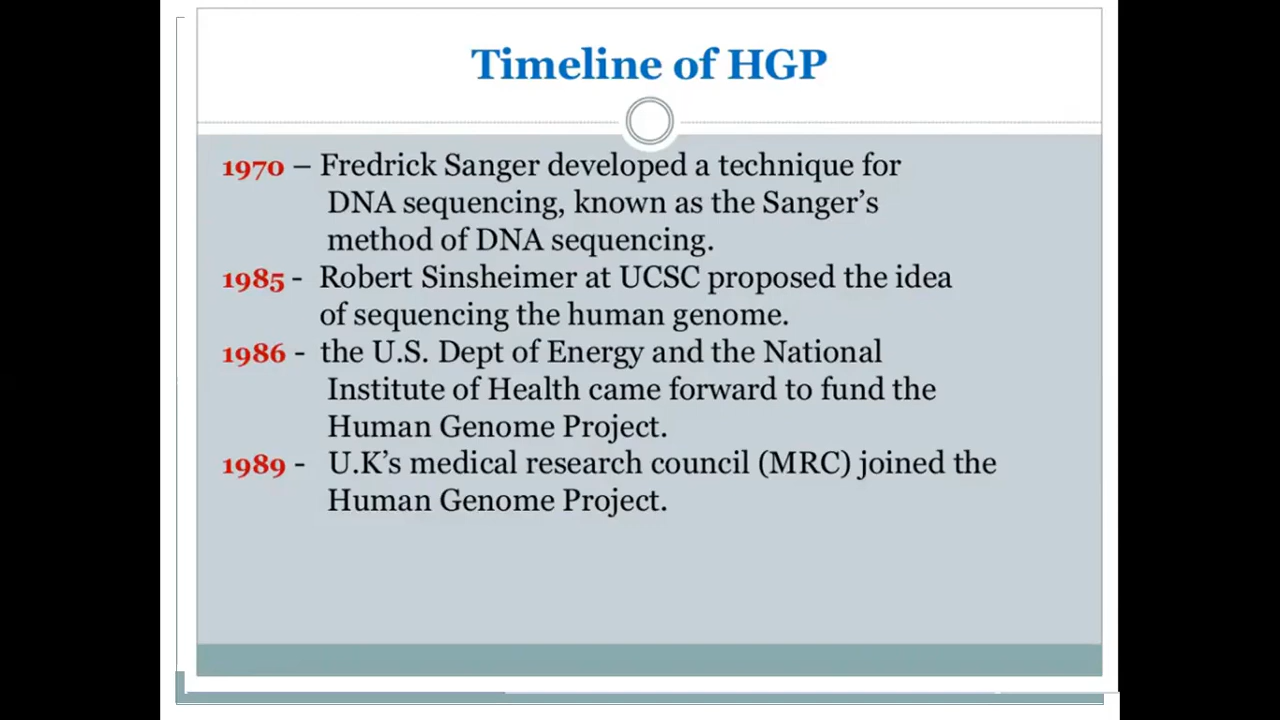 Timeline of HGP
1970 – Fredrick Sanger developed a technique for
DNA sequencing, known as the Sanger’s
method of DNA sequencing.
1985 - Robert Sinsheimer at UCSC proposed the idea
of sequencing the human genome.
1986 - the U.S. Dept of Energy and the National
Institute of Health came forward to fund the
Human Genome Project.
1989 - U.K’s medical research council (MRC) joined the
Human Genome Project.